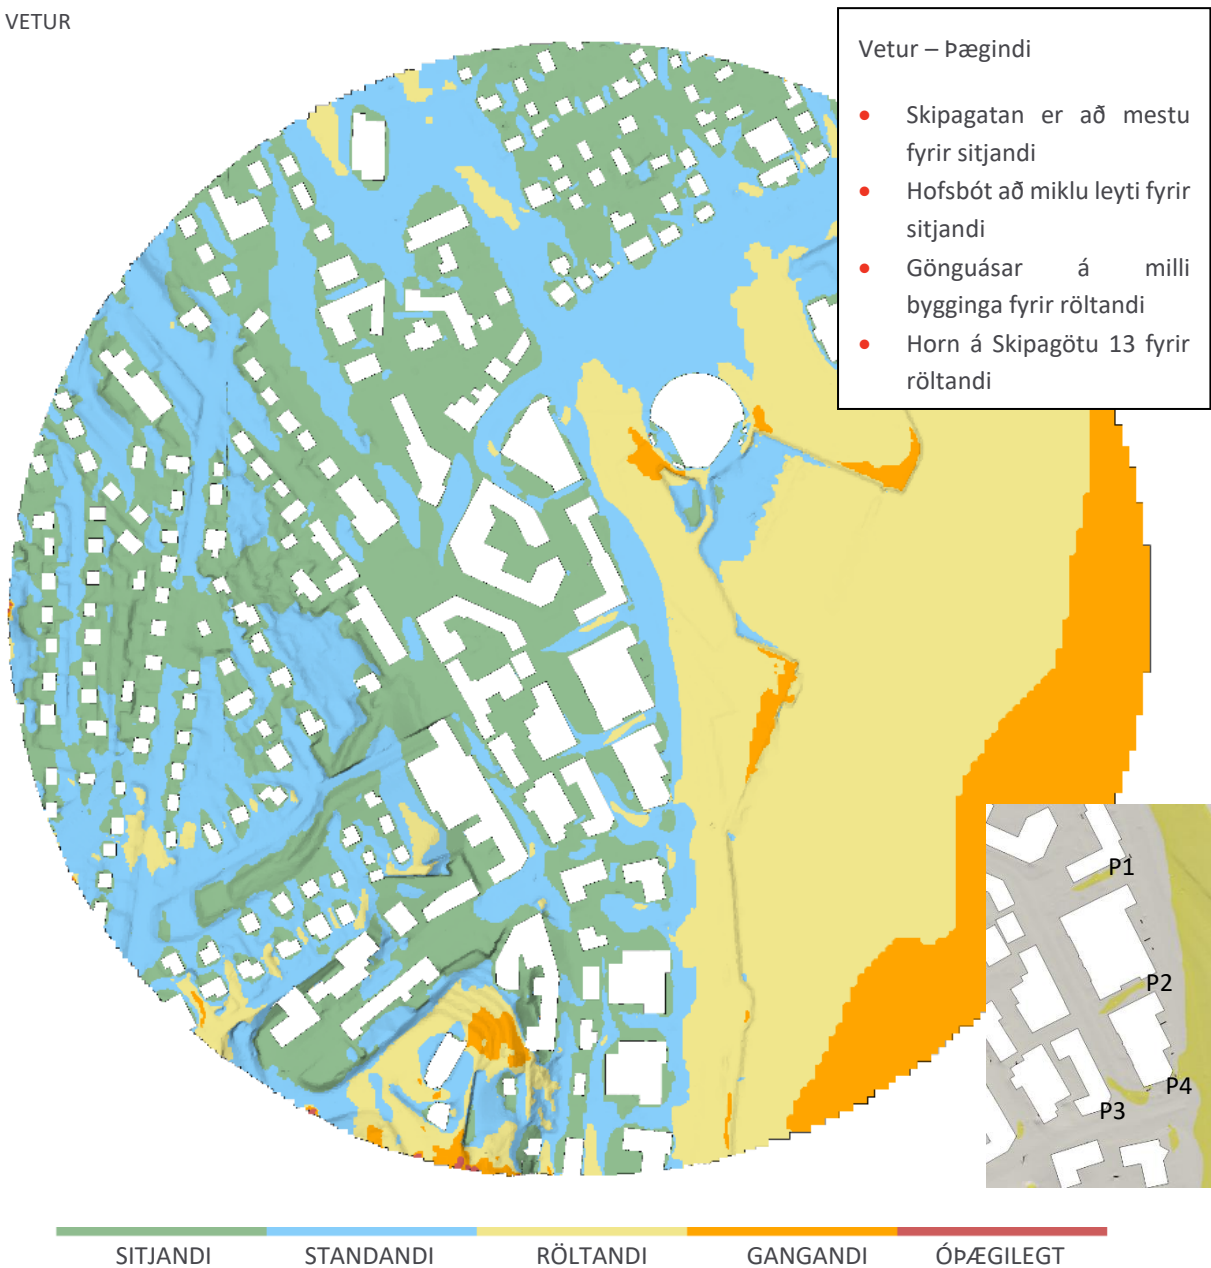 VETUR
Vetur – Þægindi
• Skipagatan er að mestu
fyrir sitjandi
• Hofsbót að miklu leyti fyrir
sitjandi
• Gönguásar á milli
bygginga fyrir röltandi
• Horn á Skipagötu 13 fyrir
röltandi
P1
P2
P4
P3
SITJANDI STANDANDI RÖLTANDI GANGANDI ÓÞÆGILEGT